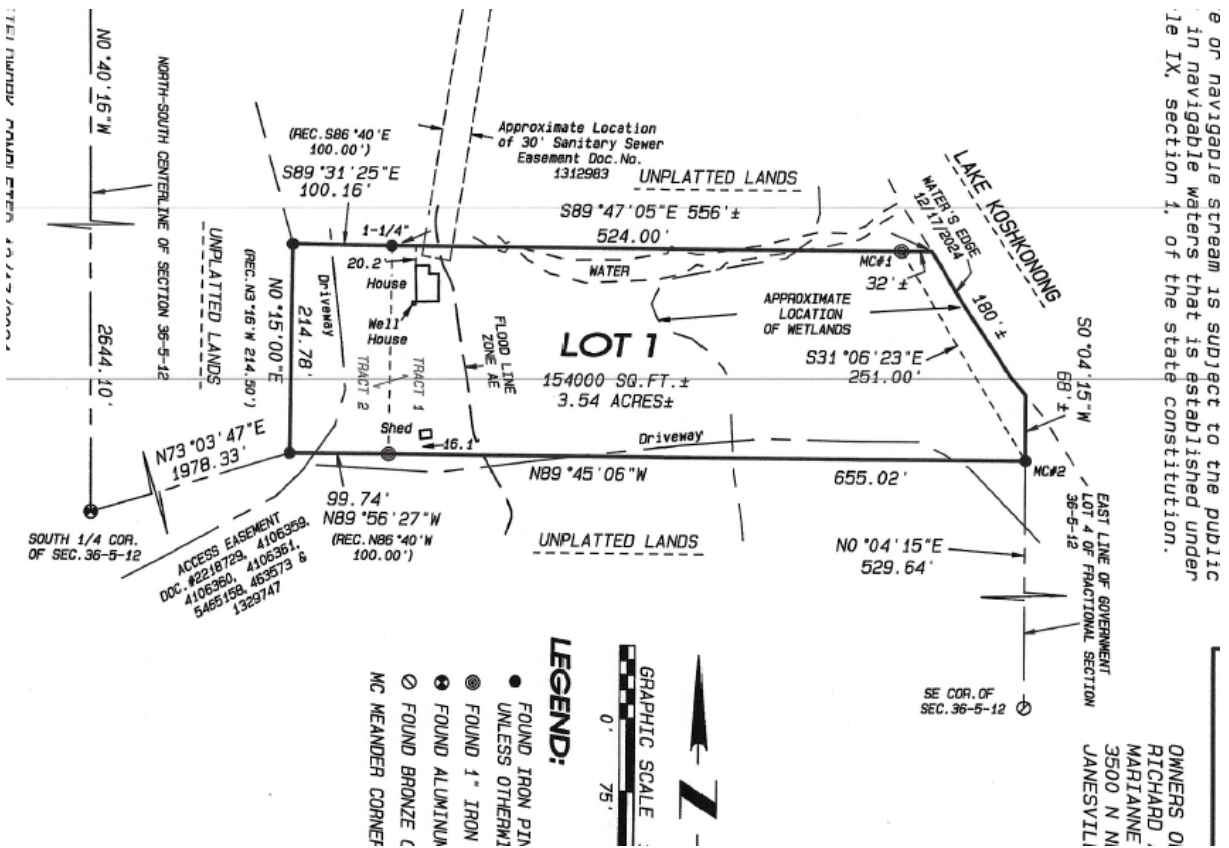 e or navigable stream is subject to the public
in navigable waters that is established under
le IX, section 1, of the state constitution.
N0°40'16"W
2644.10'
NORTH-SOUTH CENTERLINE OF SECTION 36-5-12
UNPLATTED LANDS
(REC.S86°40'E
100.00')
S89°31'25"E
100.16'
Approximate Location
of 30' Sanitary Sewer
Easement Doc.No.
1312983
UNPLATTED LANDS
S89°47'05"E 556'±
524.00'
LAKE KOSHKONONG
WATER'S EDGE
12/17/2024
180'±
1-1/4"
20.2
House
Well
House
WATER
MC#1
32'±
S0°04'15"W
68'±
Driveway
N0°15'00"E
214.78'
(REC.N3°16'W 214.50')
TRACT 2
TRACT 1
FLOOD LINE
ZONE AE
LOT 1
154000 SQ.FT.±
3.54 ACRES±
APPROXIMATE
LOCATION
OF WETLANDS
S31°06'23"E
251.00'
Shed
16.1
Driveway
N73°03'47"E
1978.33'
N89°45'06"W
655.02'
MC#2
99.74'
N89°56'27"W
(REC.N86°40'W
100.00')
SOUTH 1/4 COR.
OF SEC.36-5-12
ACCESS EASEMENT
DOC.#2218729, 4106359,
4106360, 4106361,
5465158, 463573 &
1329747
UNPLATTED LANDS
N0°04'15"E
529.64'
EAST LINE OF GOVERNMENT
LOT 4 OF FRACTIONAL SECTION
36-5-12
SE COR.OF
SEC.36-5-12
LEGEND:
FOUND IRON PIN
UNLESS OTHERWI
FOUND 1" IRON
FOUND ALUMINUM
FOUND BRONZE C
MC MEANDER CORNER
GRAPHIC SCALE
0' 75'
N
OWNERS O
RICHARD
MARIANNE
3500 N N
JANESVIL